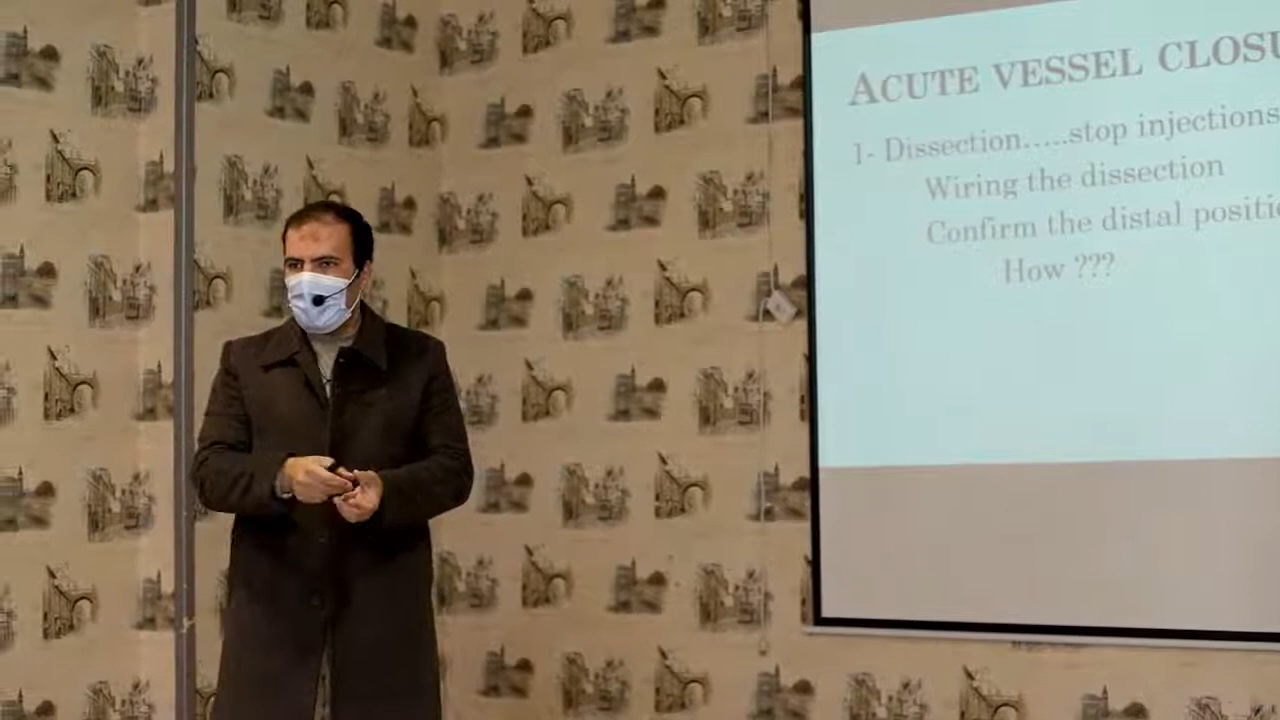 ACUTE VESSEL CLOSU
1- Dissection.....stop injections
Wiring the dissection
Confirm the distal positi
How ???